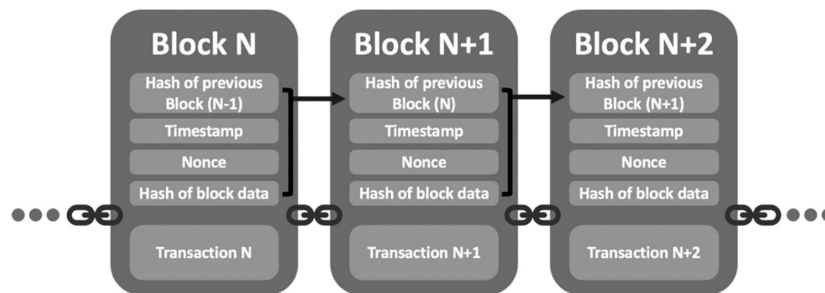 Block N
Hash of previous
Block (N-1)
Timestamp
Nonce
Hash of block data
Transaction N
Block N+1
Hash of previous
Block (N)
Timestamp
Nonce
Hash of block data
Transaction N+1
Block N+2
Hash of previous
Block (N+1)
Timestamp
Nonce
Hash of block data
Transaction N+2